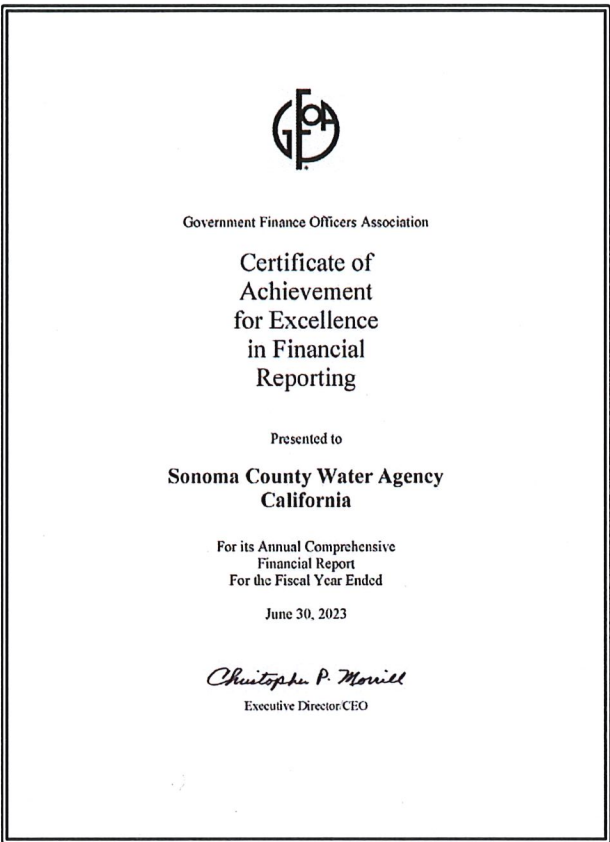 GFOA
Government Finance Officers Association
Certificate of
Achievement
for Excellence
in Financial
Reporting
Presented to
Sonoma County Water Agency
California
For its Annual Comprehensive
Financial Report
For the Fiscal Year Ended
June 30, 2023
Christopher P. Morrill
Executive Director/CEO